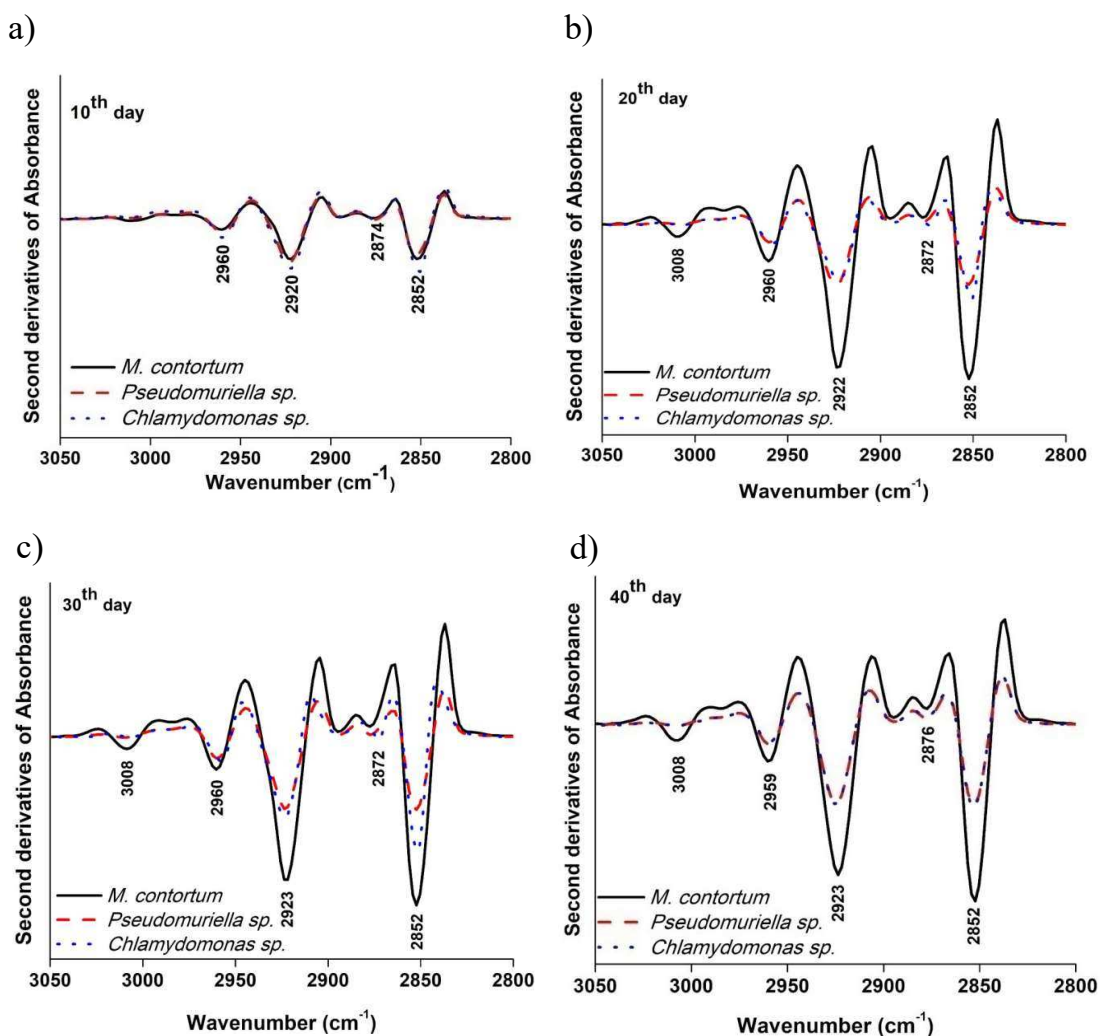 a)
Second derivatives of Absorbance
10th day
2960
2920
2874
2852
M. contortum
Pseudomuriella sp.
Chlamydomonas sp.
3050 3000 2950 2900 2850 2800
Wavenumber (cm-1)
b)
Second derivatives of Absorbance
20th day
3008
2960
2922
2872
2852
M. contortum
Pseudomuriella sp.
Chlamydomonas sp.
3050 3000 2950 2900 2850 2800
Wavenumber (cm-1)
c)
Second derivatives of Absorbance
30th day
3008
2960
2923
2872
2852
M. contortum
Pseudomuriella sp.
Chlamydomonas sp.
3050 3000 2950 2900 2850 2800
Wavenumber (cm-1)
d)
Second derivatives of Absorbance
40th day
3008
2959
2923
2876
2852
M. contortum
Pseudomuriella sp.
Chlamydomonas sp.
3050 3000 2950 2900 2850 2800
Wavenumber (cm-1)